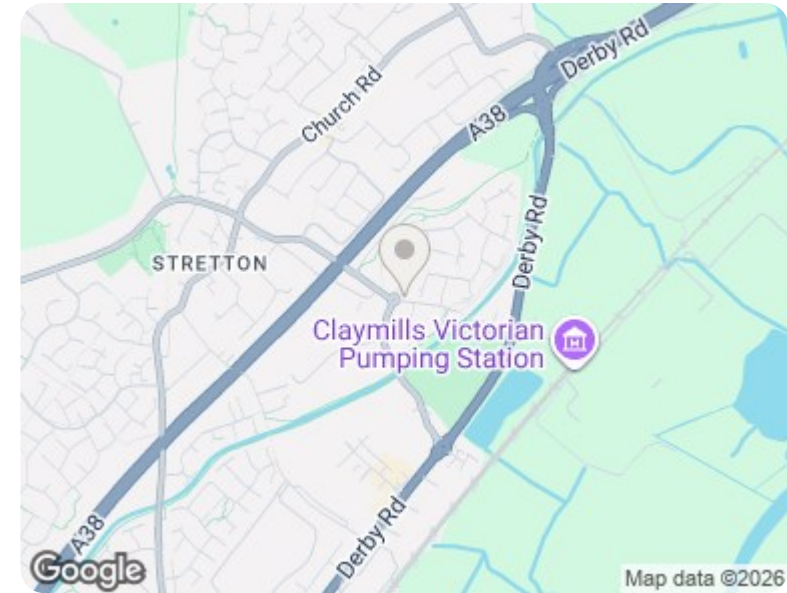 Derby Rd
Church Rd
A38
Derby Rd
STRETTON
Claymills Victorian
Pumping Station
Derby Rd
A38
Google
Map data ©2026